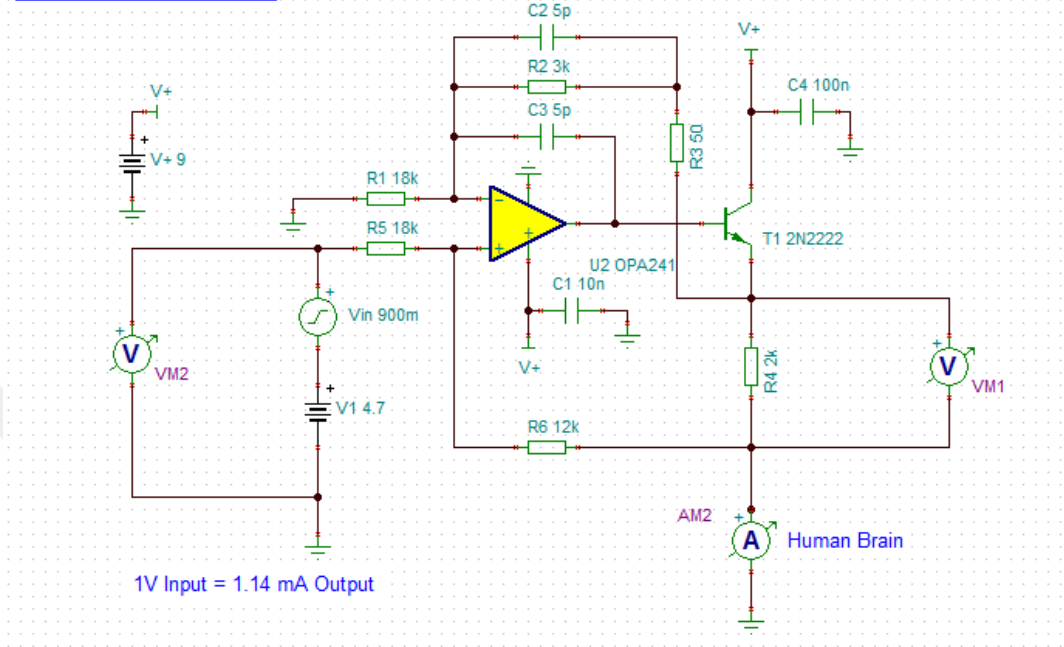 C2 5p
V+
R2 3k
C4 100n
V+
C3 5p
+
V+ 9
R3 50
R1 18k
−
R5 18k
+
+
T1 2N2222
U2 OPA241
C1 10n
+
Vin 900m
+
V
VM2
V+
+
V
VM1
R4 2k
+
V1 4.7
R6 12k
AM2
+
A
Human Brain
1V Input = 1.14 mA Output